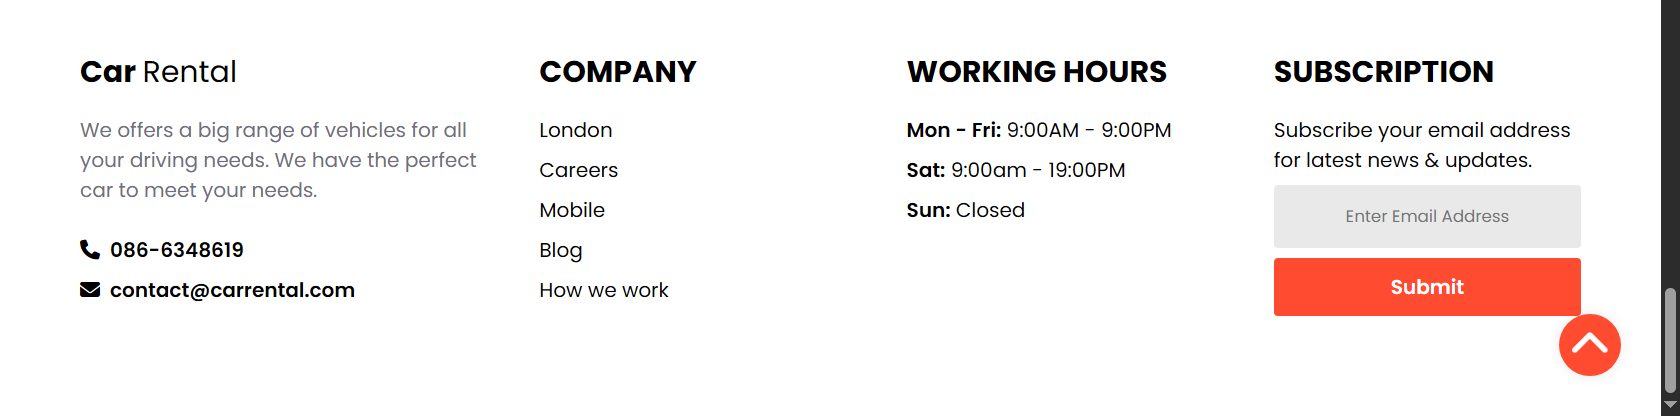 Car Rental
We offers a big range of vehicles for all
your driving needs. We have the perfect
car to meet your needs.
086-6348619
contact@carrental.com
COMPANY
London
Careers
Mobile
Blog
How we work
WORKING HOURS
Mon - Fri: 9:00AM - 9:00PM
Sat: 9:00am - 19:00PM
Sun: Closed
SUBSCRIPTION
Subscribe your email address
for latest news & updates.
Enter Email Address
Submit